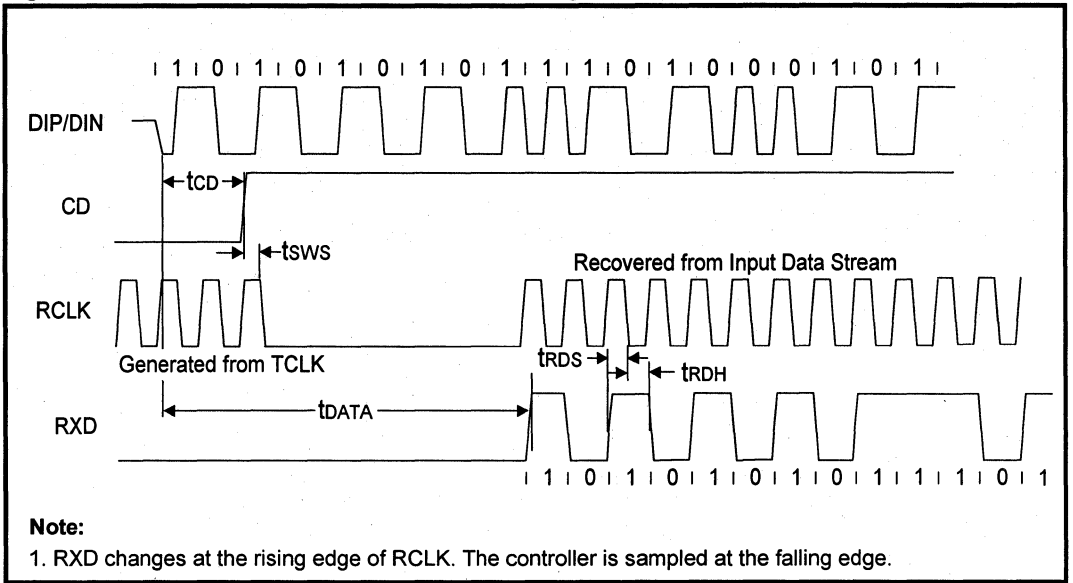 1 0 1 0 1 0 1 0 1 1 1 0 1 0 0 0 1 0 1
DIP/DIN
tCD
CD
tSWS
Recovered from Input Data Stream
RCLK
Generated from TCLK
tRDS
tRDH
tDATA
RXD
1 0 1 0 1 0 1 0 1 1 1 0 1
Note:
1. RXD changes at the rising edge of RCLK. The controller is sampled at the falling edge.